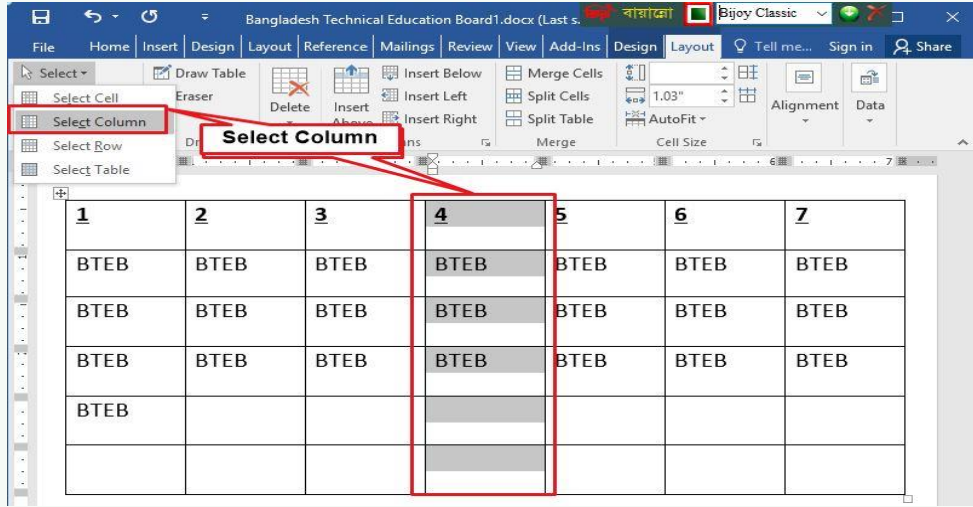 Bangladesh Technical Education Board1.docx (Last s.
বায়ান্নো
Bijoy Classic
File Home Insert Design Layout Reference Mailings Review View Add-Ins Design Layout Tell me... Sign in Share
Select Draw Table Insert Below Merge Cells
Select Cell Eraser Delete Insert Insert Left Split Cells 1.03" Alignment Data
Select Column Above Insert Right Split Table AutoFit
Select Row Merge Cell Size
Select Table
Select Column
6 7
1 2 3 4 5 6 7
BTEB BTEB BTEB BTEB BTEB BTEB BTEB
BTEB BTEB BTEB BTEB BTEB BTEB BTEB
BTEB BTEB BTEB BTEB BTEB BTEB BTEB
BTEB